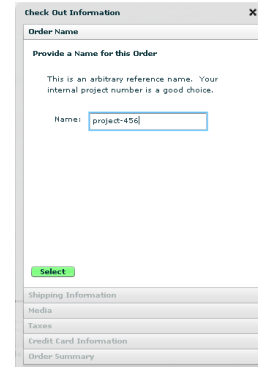 Check Out Information
Order Name
Provide a Name for this Order
This is an arbitrary reference name. Your
internal project number is a good choice.
Name: project-456
Select
Shipping Information
Media
Taxes
Credit Card Information
Order Summary